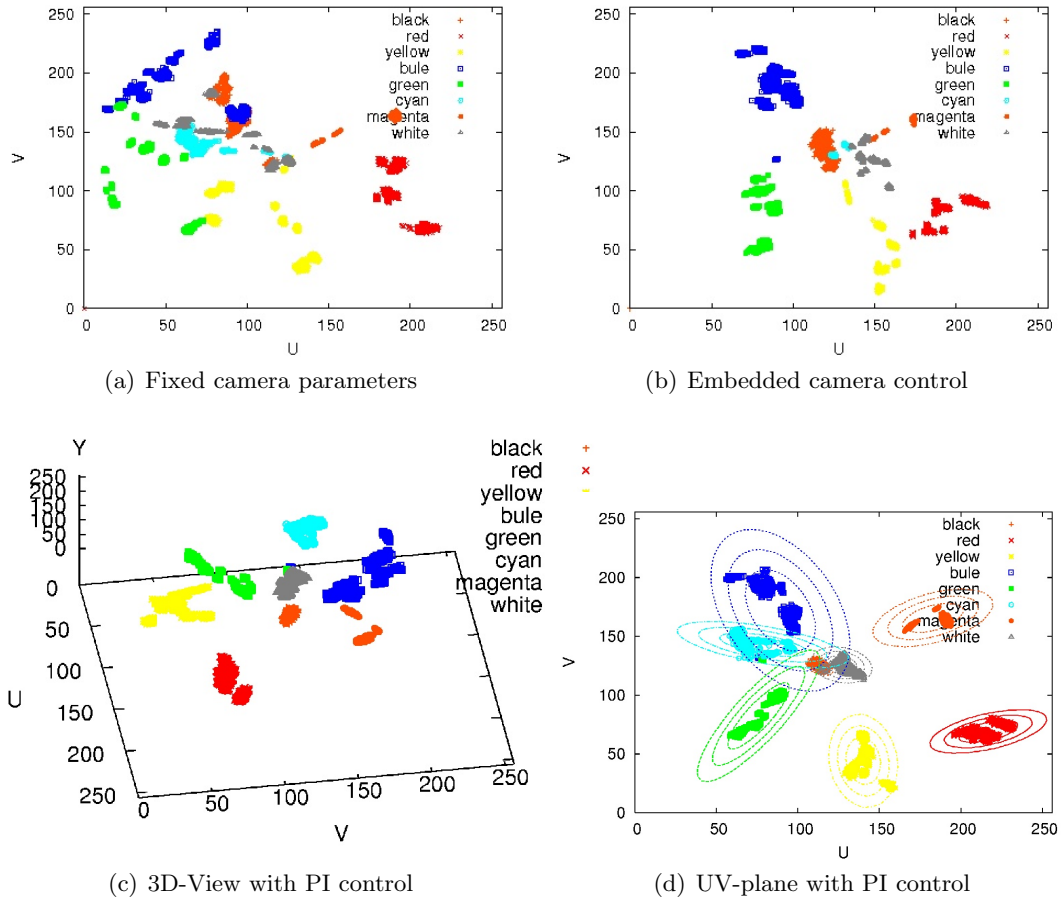 250
200
150
100
50
0
V
0 50 100 150 200 250
U
black
red
yellow
bule
green
cyan
magenta
white
(a) Fixed camera parameters
250
200
150
100
50
0
V
0 50 100 150 200 250
U
black
red
yellow
bule
green
cyan
magenta
white
(b) Embedded camera control
Y
250
200
150
100
50
0
0
50
100
150
200
250
U
0 50 100 150 200 250
V
black
red
yellow
bule
green
cyan
magenta
white
(c) 3D-View with PI control
250
200
150
100
50
0
V
0 50 100 150 200 250
U
black
red
yellow
bule
green
cyan
magenta
white
(d) UV-plane with PI control